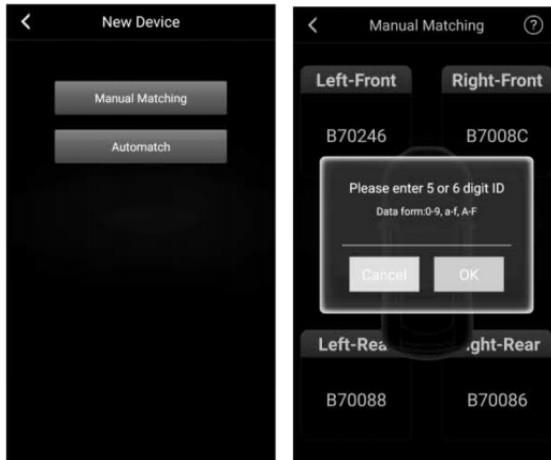 New Device
Manual Matching
Automatch
Manual Matching ?
Left-Front Right-Front
B70246 B7008C
Please enter 5 or 6 digit ID
Data form:0-9, a-f, A-F
Cancel OK
Left-Rea ght-Rear
B70088 B70086